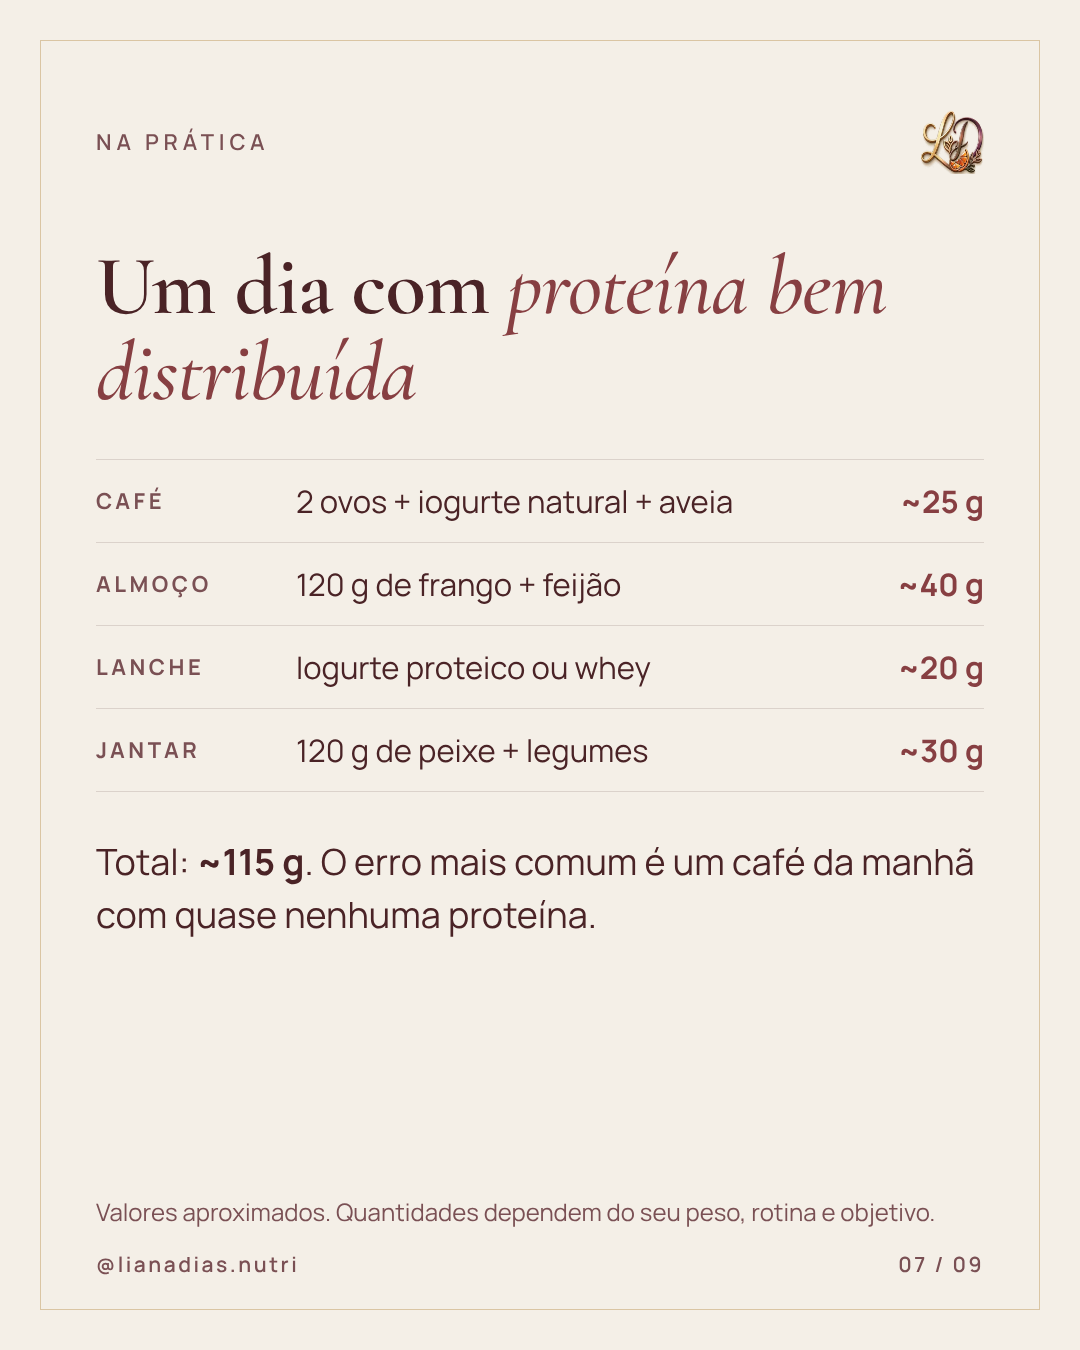 NA PRÁTICA
LD
Um dia com proteína bem
distribuída
CAFÉ 2 ovos + iogurte natural + aveia ~25 g
ALMOÇO 120 g de frango + feijão ~40 g
LANCHE Iogurte proteico ou whey ~20 g
JANTAR 120 g de peixe + legumes ~30 g
Total: ~115 g. O erro mais comum é um café da manhã
com quase nenhuma proteína.
Valores aproximados. Quantidades dependem do seu peso, rotina e objetivo.
@lianadias.nutri 07 / 09